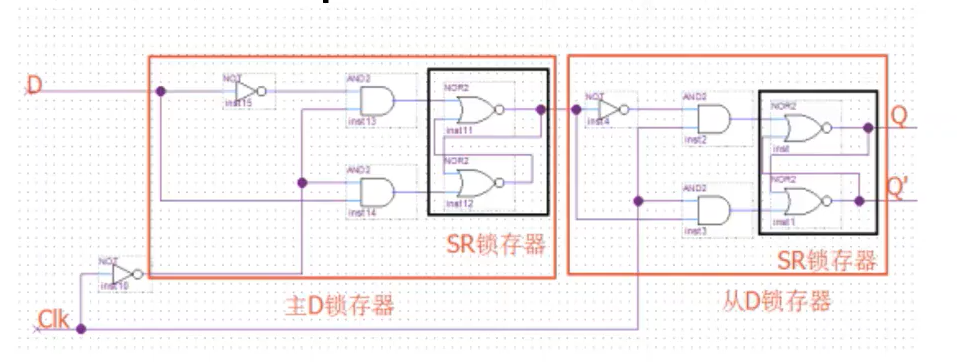 D
NOT
inst15
AND2
inst13
NOR2
inst11
AND2
inst14
NOR2
inst12
SR锁存器
NOT
inst10
主D锁存器
Clk
NOT
inst4
AND2
inst2
NOR2
inst
Q
AND2
inst3
NOR2
inst1
Q'
SR锁存器
从D锁存器